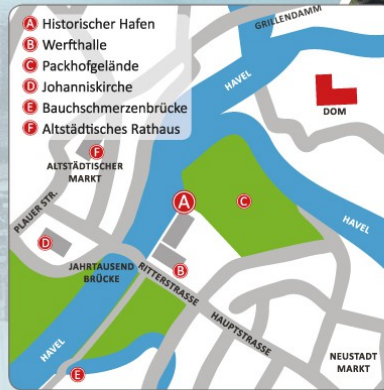 A Historischer Hafen
B Werfthalle
C Packhofgelände
D Johanniskirche
E Bauchschmerzenbrücke
F Altstädtisches Rathaus
GRILLENDAMM
HAVEL
DOM
F
ALTSTÄDTISCHER
MARKT
PLAUER STR.
A
C
HAVEL
D
JAHRTAUSEND
BRÜCKE
B
RITTERSTRASSE
HAUPTSTRASSE
HAVEL
NEUSTADT
MARKT
E